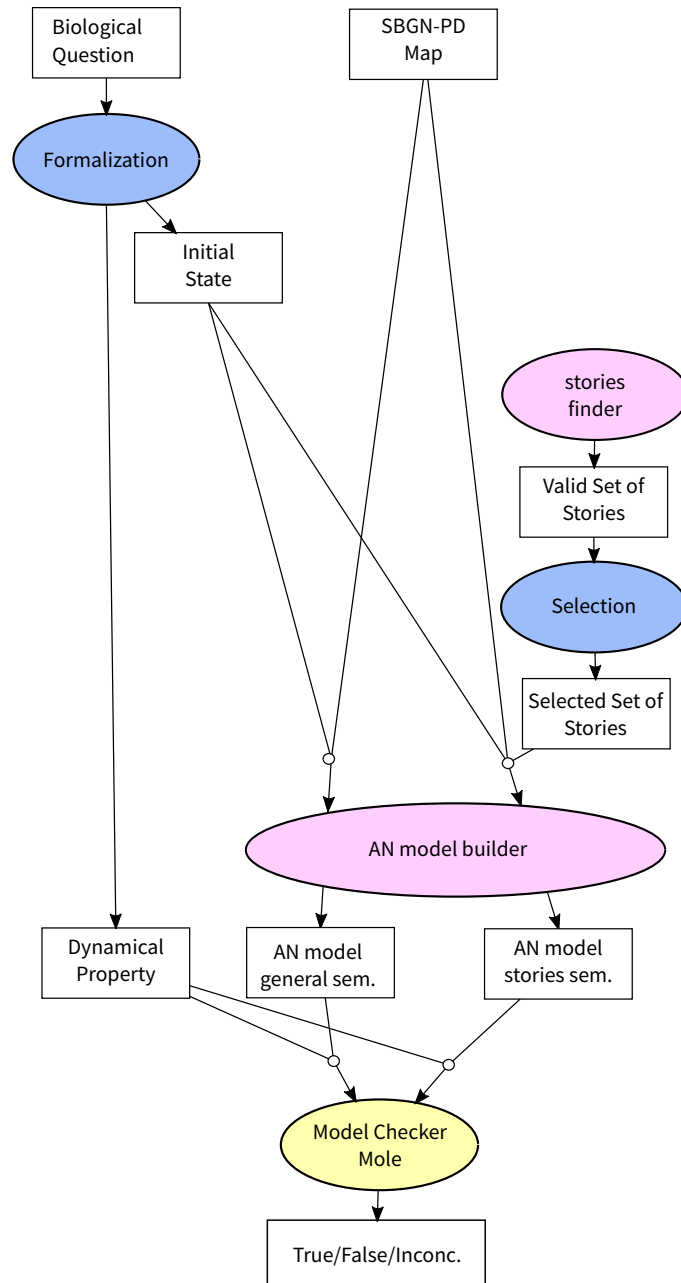 Biological
Question
SBGN-PD
Map
Formalization
Initial
State
stories
finder
Valid Set of
Stories
Selection
Selected Set of
Stories
AN model builder
Dynamical
Property
AN model
general sem.
AN model
stories sem.
Model Checker
Mole
True/False/Inconc.